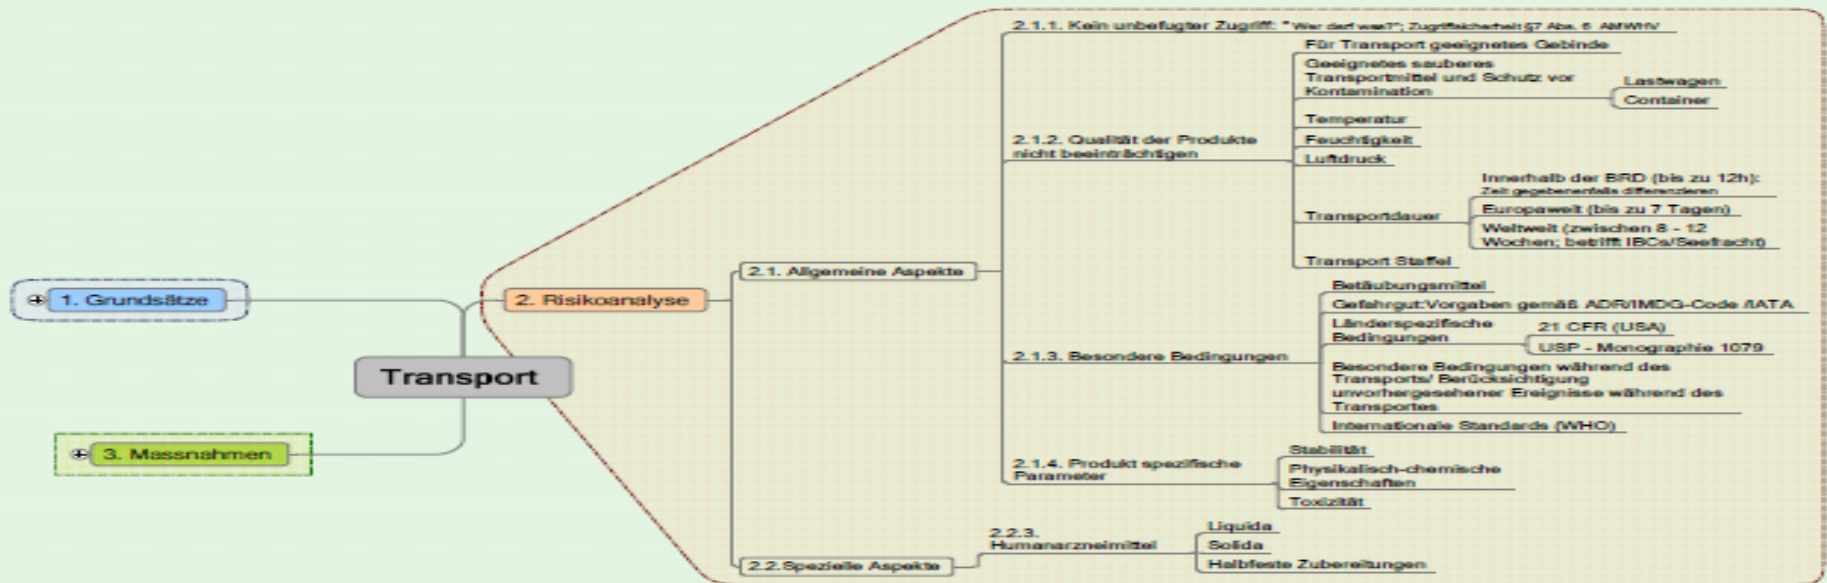 1. Grundsätze
Transport
3. Massnahmen
2. Risikoanalyse
2.1. Allgemeine Aspekte
2.1.1. Kein unbefugter Zugriff: "Wer darf was?"; Zugriffsicherheit §7 Abs. 6 AMWHV
2.1.2. Qualität der Produkte
nicht beeinträchtigen
Für Transport geeignetes Gebinde
Geeignetes sauberes
Transportmittel und Schutz vor
Kontamination
Lastwagen
Container
Temperatur
Feuchtigkeit
Luftdruck
Transportdauer
Innerhalb der BRD (bis zu 12h):
Zeit gegebenenfalls differenzieren
Europaweit (bis zu 7 Tagen)
Weltweit (zwischen 8 - 12
Wochen; betrifft IBCs/Seefracht)
Transport Staffel
2.1.3. Besondere Bedingungen
Betäubungsmittel
Gefahrgut:Vorgaben gemäß ADR/IMDG-Code /IATA
Länderspezifische
Bedingungen
21 CFR (USA)
USP - Monographie 1079
Besondere Bedingungen während des
Transports/ Berücksichtigung
unvorhergesehener Ereignisse während des
Transportes
Internationale Standards (WHO)
2.1.4. Produkt spezifische
Parameter
Stabilität
Physikalisch-chemische
Eigenschaften
Toxizität
2.2.Spezielle Aspekte
2.2.3.
Humanarzneimittel
Liquida
Solida
Halbfeste Zubereitungen